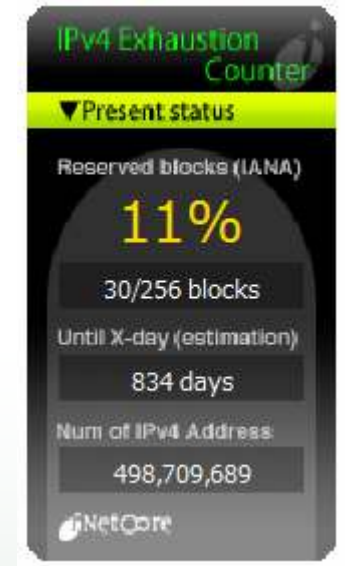 IPv4 Exhaustion
Counter
▼Present status
Reserved blocks (IANA)
11%
30/256 blocks
Until X-day (estimation)
834 days
Num of IPv4 Address
498,709,689
iNetCore